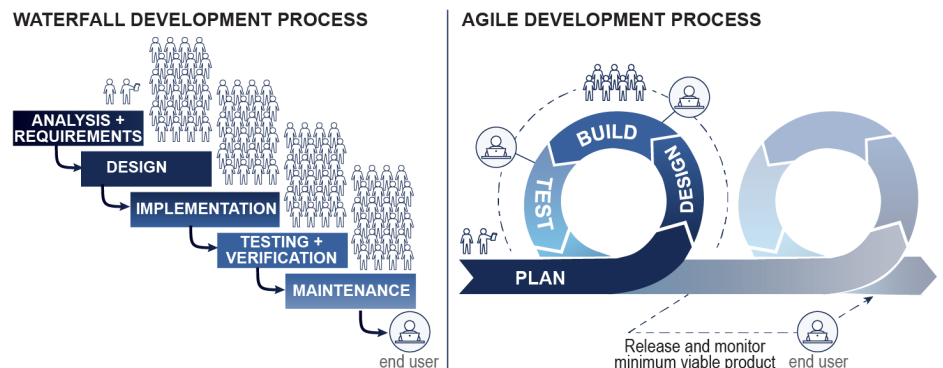 WATERFALL DEVELOPMENT PROCESS
ANALYSIS +
REQUIREMENTS
DESIGN
IMPLEMENTATION
TESTING +
VERIFICATION
MAINTENANCE
end user
AGILE DEVELOPMENT PROCESS
PLAN
DESIGN
BUILD
TEST
Release and monitor
minimum viable product
end user